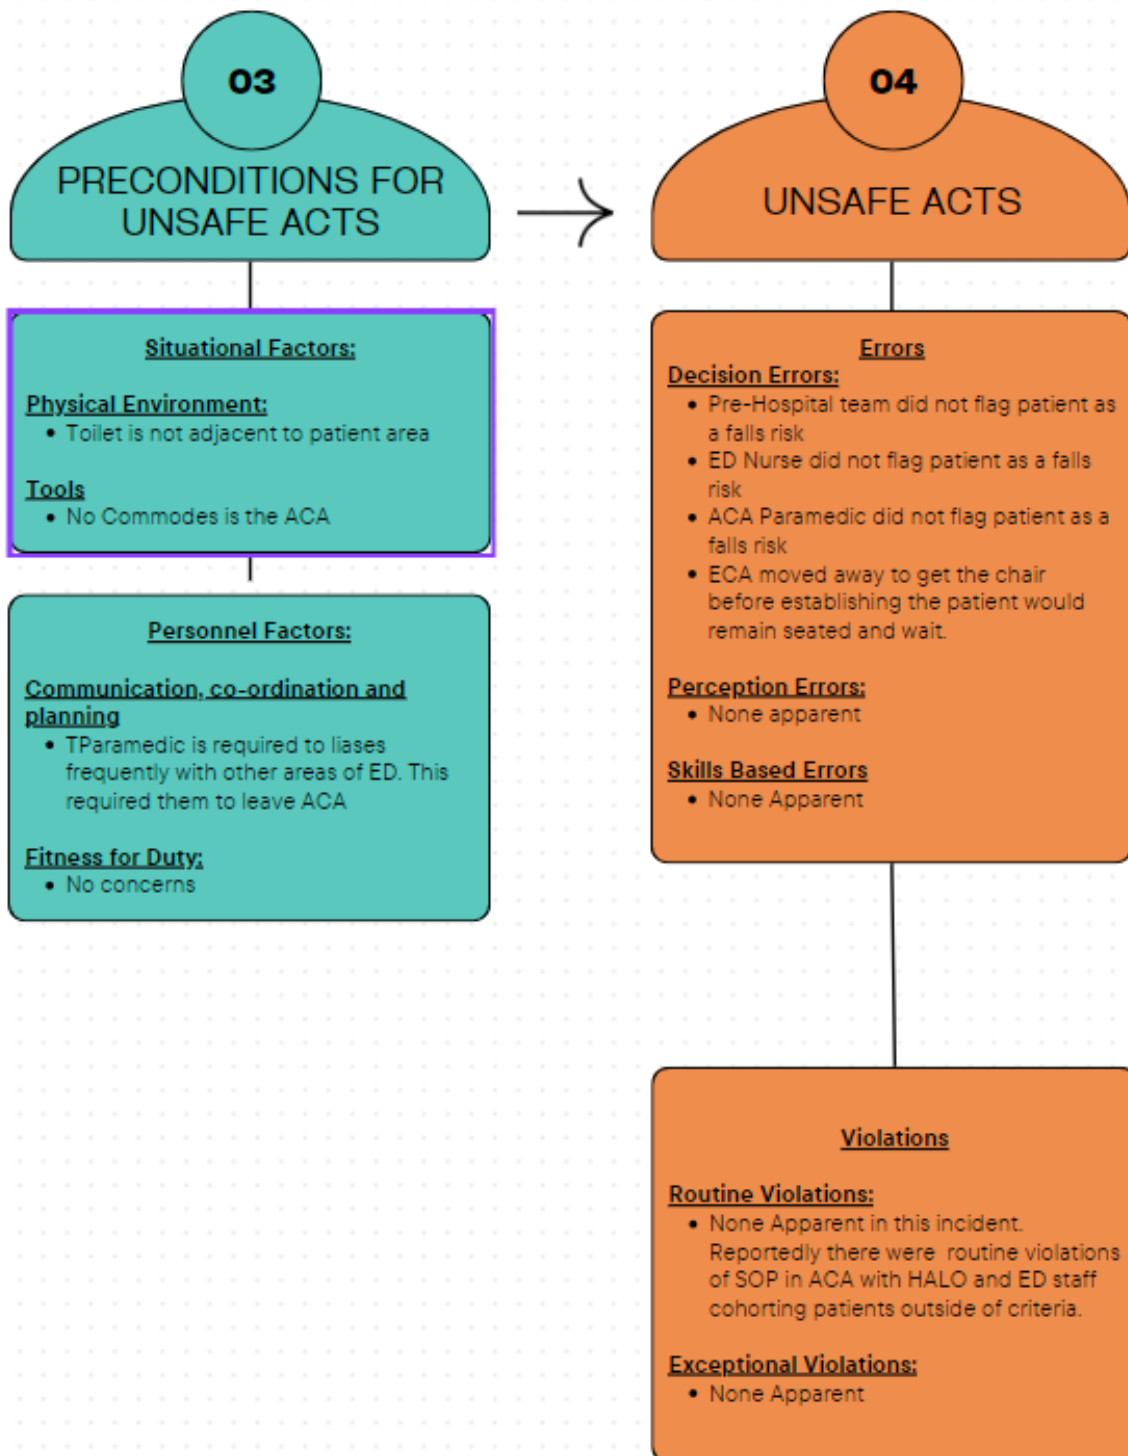 03
PRECONDITIONS FOR
UNSAFE ACTS
Situational Factors:
Physical Environment:
• Toilet is not adjacent to patient area
Tools
• No Commodes is the ACA
Personnel Factors:
Communication, co-ordination and
planning
• TParamedic is required to liases
frequently with other areas of ED. This
required them to leave ACA
Fitness for Duty:
• No concerns
04
UNSAFE ACTS
Errors
Decision Errors:
• Pre-Hospital team did not flag patient as
a falls risk
• ED Nurse did not flag patient as a falls
risk
• ACA Paramedic did not flag patient as a
falls risk
• ECA moved away to get the chair
before establishing the patient would
remain seated and wait.
Perception Errors:
• None apparent
Skills Based Errors
• None Apparent
Violations
Routine Violations:
• None Apparent in this incident.
Reportedly there were routine violations
of SOP in ACA with HALO and ED staff
cohorting patients outside of criteria.
Exceptional Violations:
• None Apparent